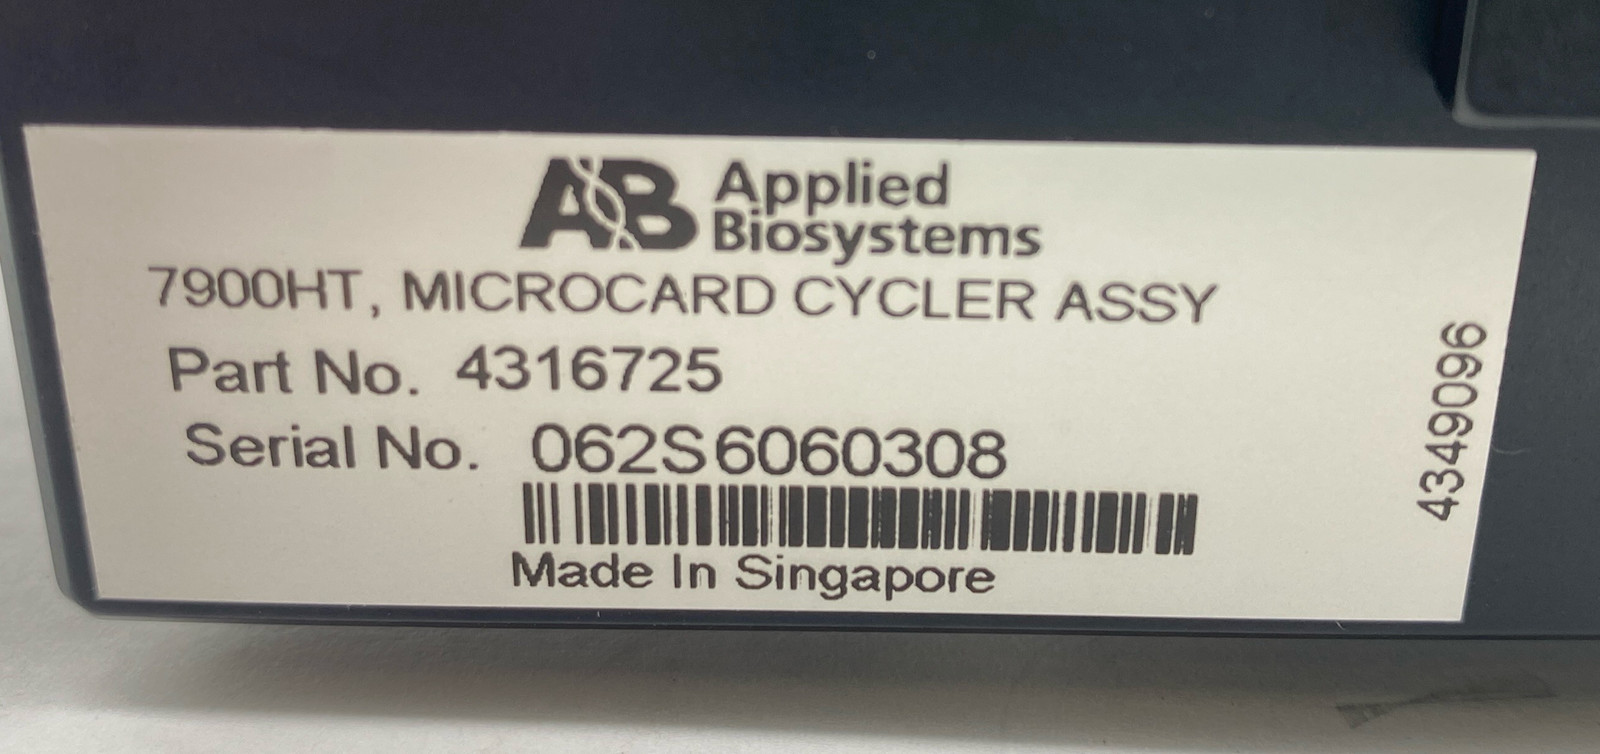 AB Applied
Biosystems
7900HT, MICROCARD CYCLER ASSY
Part No. 4316725
Serial No. 062S6060308
Made In Singapore
4349096